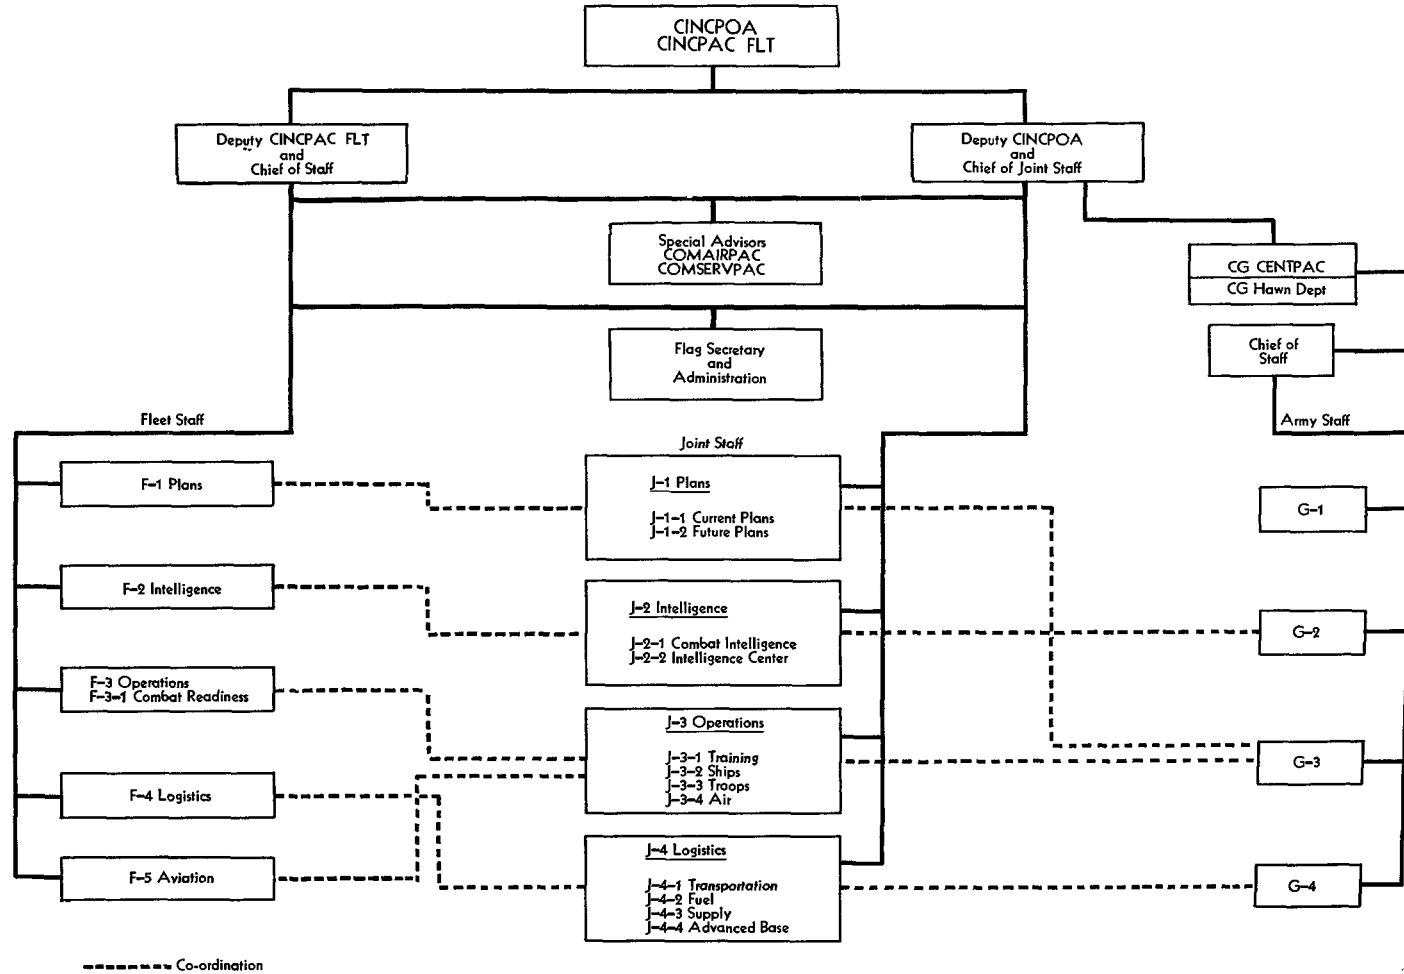 CINCPOA
CINCPAC FLT
Deputy CINCPAC FLT
and
Chief of Staff
Deputy CINCPOA
and
Chief of Joint Staff
Special Advisors
COMAIRPAC
COMSERVPAC
CG CENTPAC
CG Hawn Dept
Flag Secretary
and
Administration
Chief of
Staff
Fleet Staff
Joint Staff
Army Staff
F-1 Plans
J-1 Plans
J-1-1 Current Plans
J-1-2 Future Plans
G-1
F-2 Intelligence
J-2 Intelligence
J-2-1 Combat Intelligence
J-2-2 Intelligence Center
G-2
F-3 Operations
F-3-1 Combat Readiness
J-3 Operations
J-3-1 Training
J-3-2 Ships
J-3-3 Troops
J-3-4 Air
G-3
F-4 Logistics
J-4 Logistics
J-4-1 Transportation
J-4-2 Fuel
J-4-3 Supply
J-4-4 Advanced Base
G-4
F-5 Aviation
Co-ordination